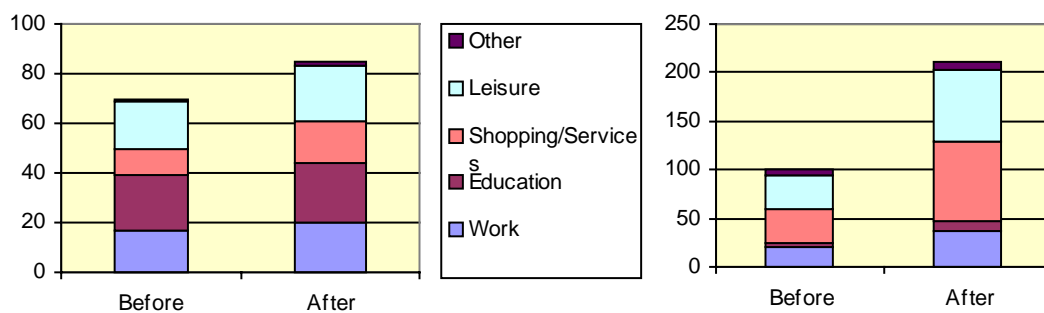 100
80
60
40
20
0
Before After
Other
Leisure
Shopping/Service
s
Education
Work
250
200
150
100
50
0
Before After